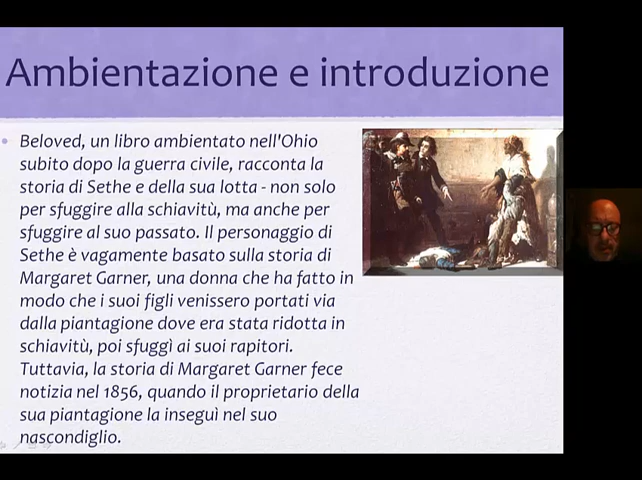 Ambientazione e introduzione
• Beloved, un libro ambientato nell'Ohio
subito dopo la guerra civile, racconta la
storia di Sethe e della sua lotta - non solo
per sfuggire alla schiavitù, ma anche per
sfuggire al suo passato. Il personaggio di
Sethe è vagamente basato sulla storia di
Margaret Garner, una donna che ha fatto in
modo che i suoi figli venissero portati via
dalla piantagione dove era stata ridotta in
schiavitù, poi sfuggì ai suoi rapitori.
Tuttavia, la storia di Margaret Garner fece
notizia nel 1856, quando il proprietario della
sua piantagione la inseguì nel suo
nascondiglio.